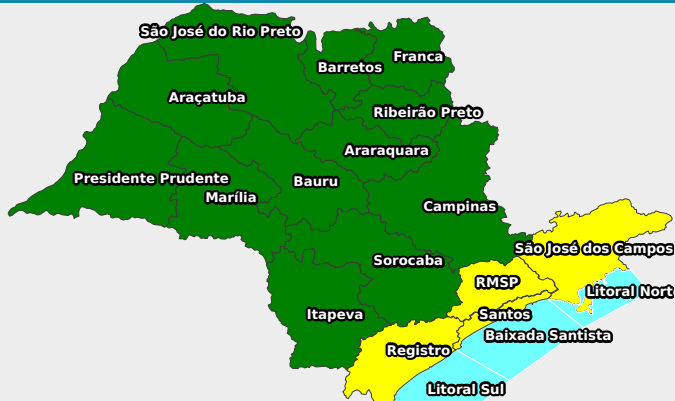 São José do Rio Preto
Franca
Barretos
Araçatuba
Ribeirão Preto
Araraquara
Presidente Prudente
Bauru
Marília
Campinas
São José dos Campos
Sorocaba
RMSP
Litoral Nort
Itapeva
Santos
Baixada Santista
Registro
Litoral Sul